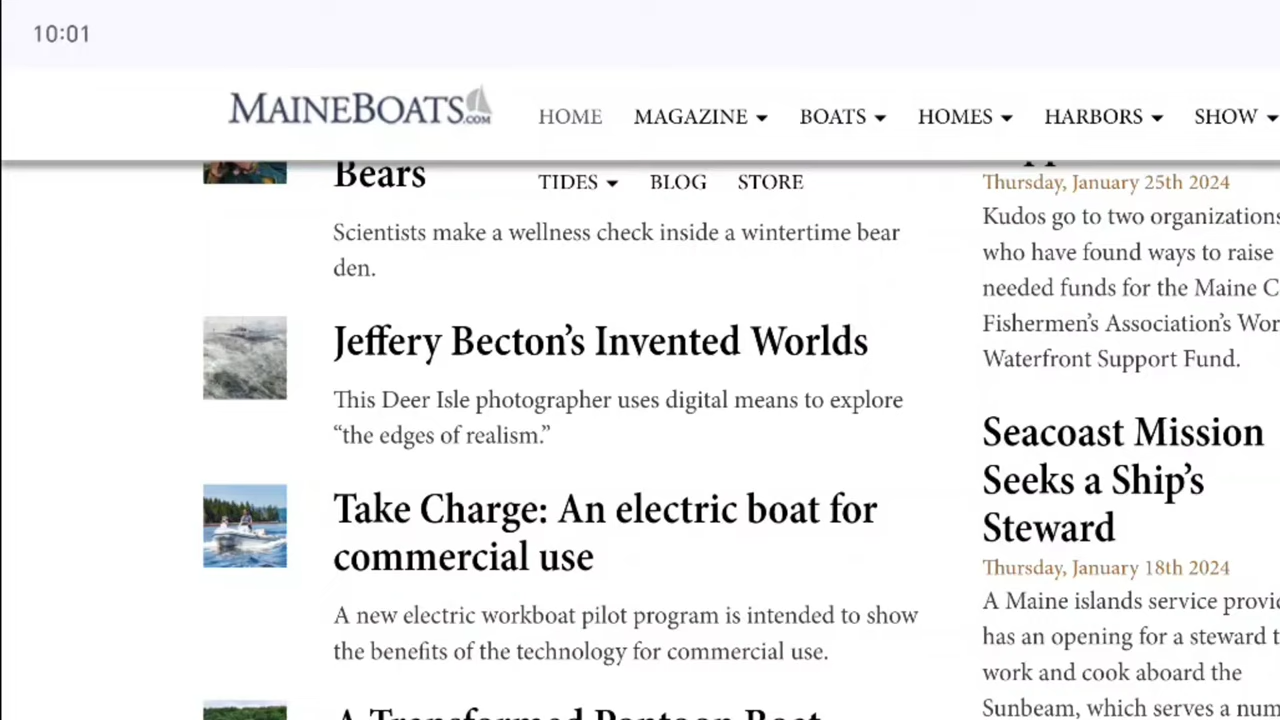 10:01
MAINEBOATS.COM
HOME MAGAZINE BOATS HOMES HARBORS SHOW
TIDES BLOG STORE
Bears
Scientists make a wellness check inside a wintertime bear
den.
Jeffery Becton’s Invented Worlds
This Deer Isle photographer uses digital means to explore
“the edges of realism.”
Take Charge: An electric boat for
commercial use
A new electric workboat pilot program is intended to show
the benefits of the technology for commercial use.
A Transformed Pontoon Boat
Thursday, January 25th 2024
Kudos go to two organizations
who have found ways to raise
needed funds for the Maine C
Fishermen’s Association’s Wor
Waterfront Support Fund.
Seacoast Mission
Seeks a Ship’s
Steward
Thursday, January 18th 2024
A Maine islands service provi
has an opening for a steward t
work and cook aboard the
Sunbeam, which serves a num